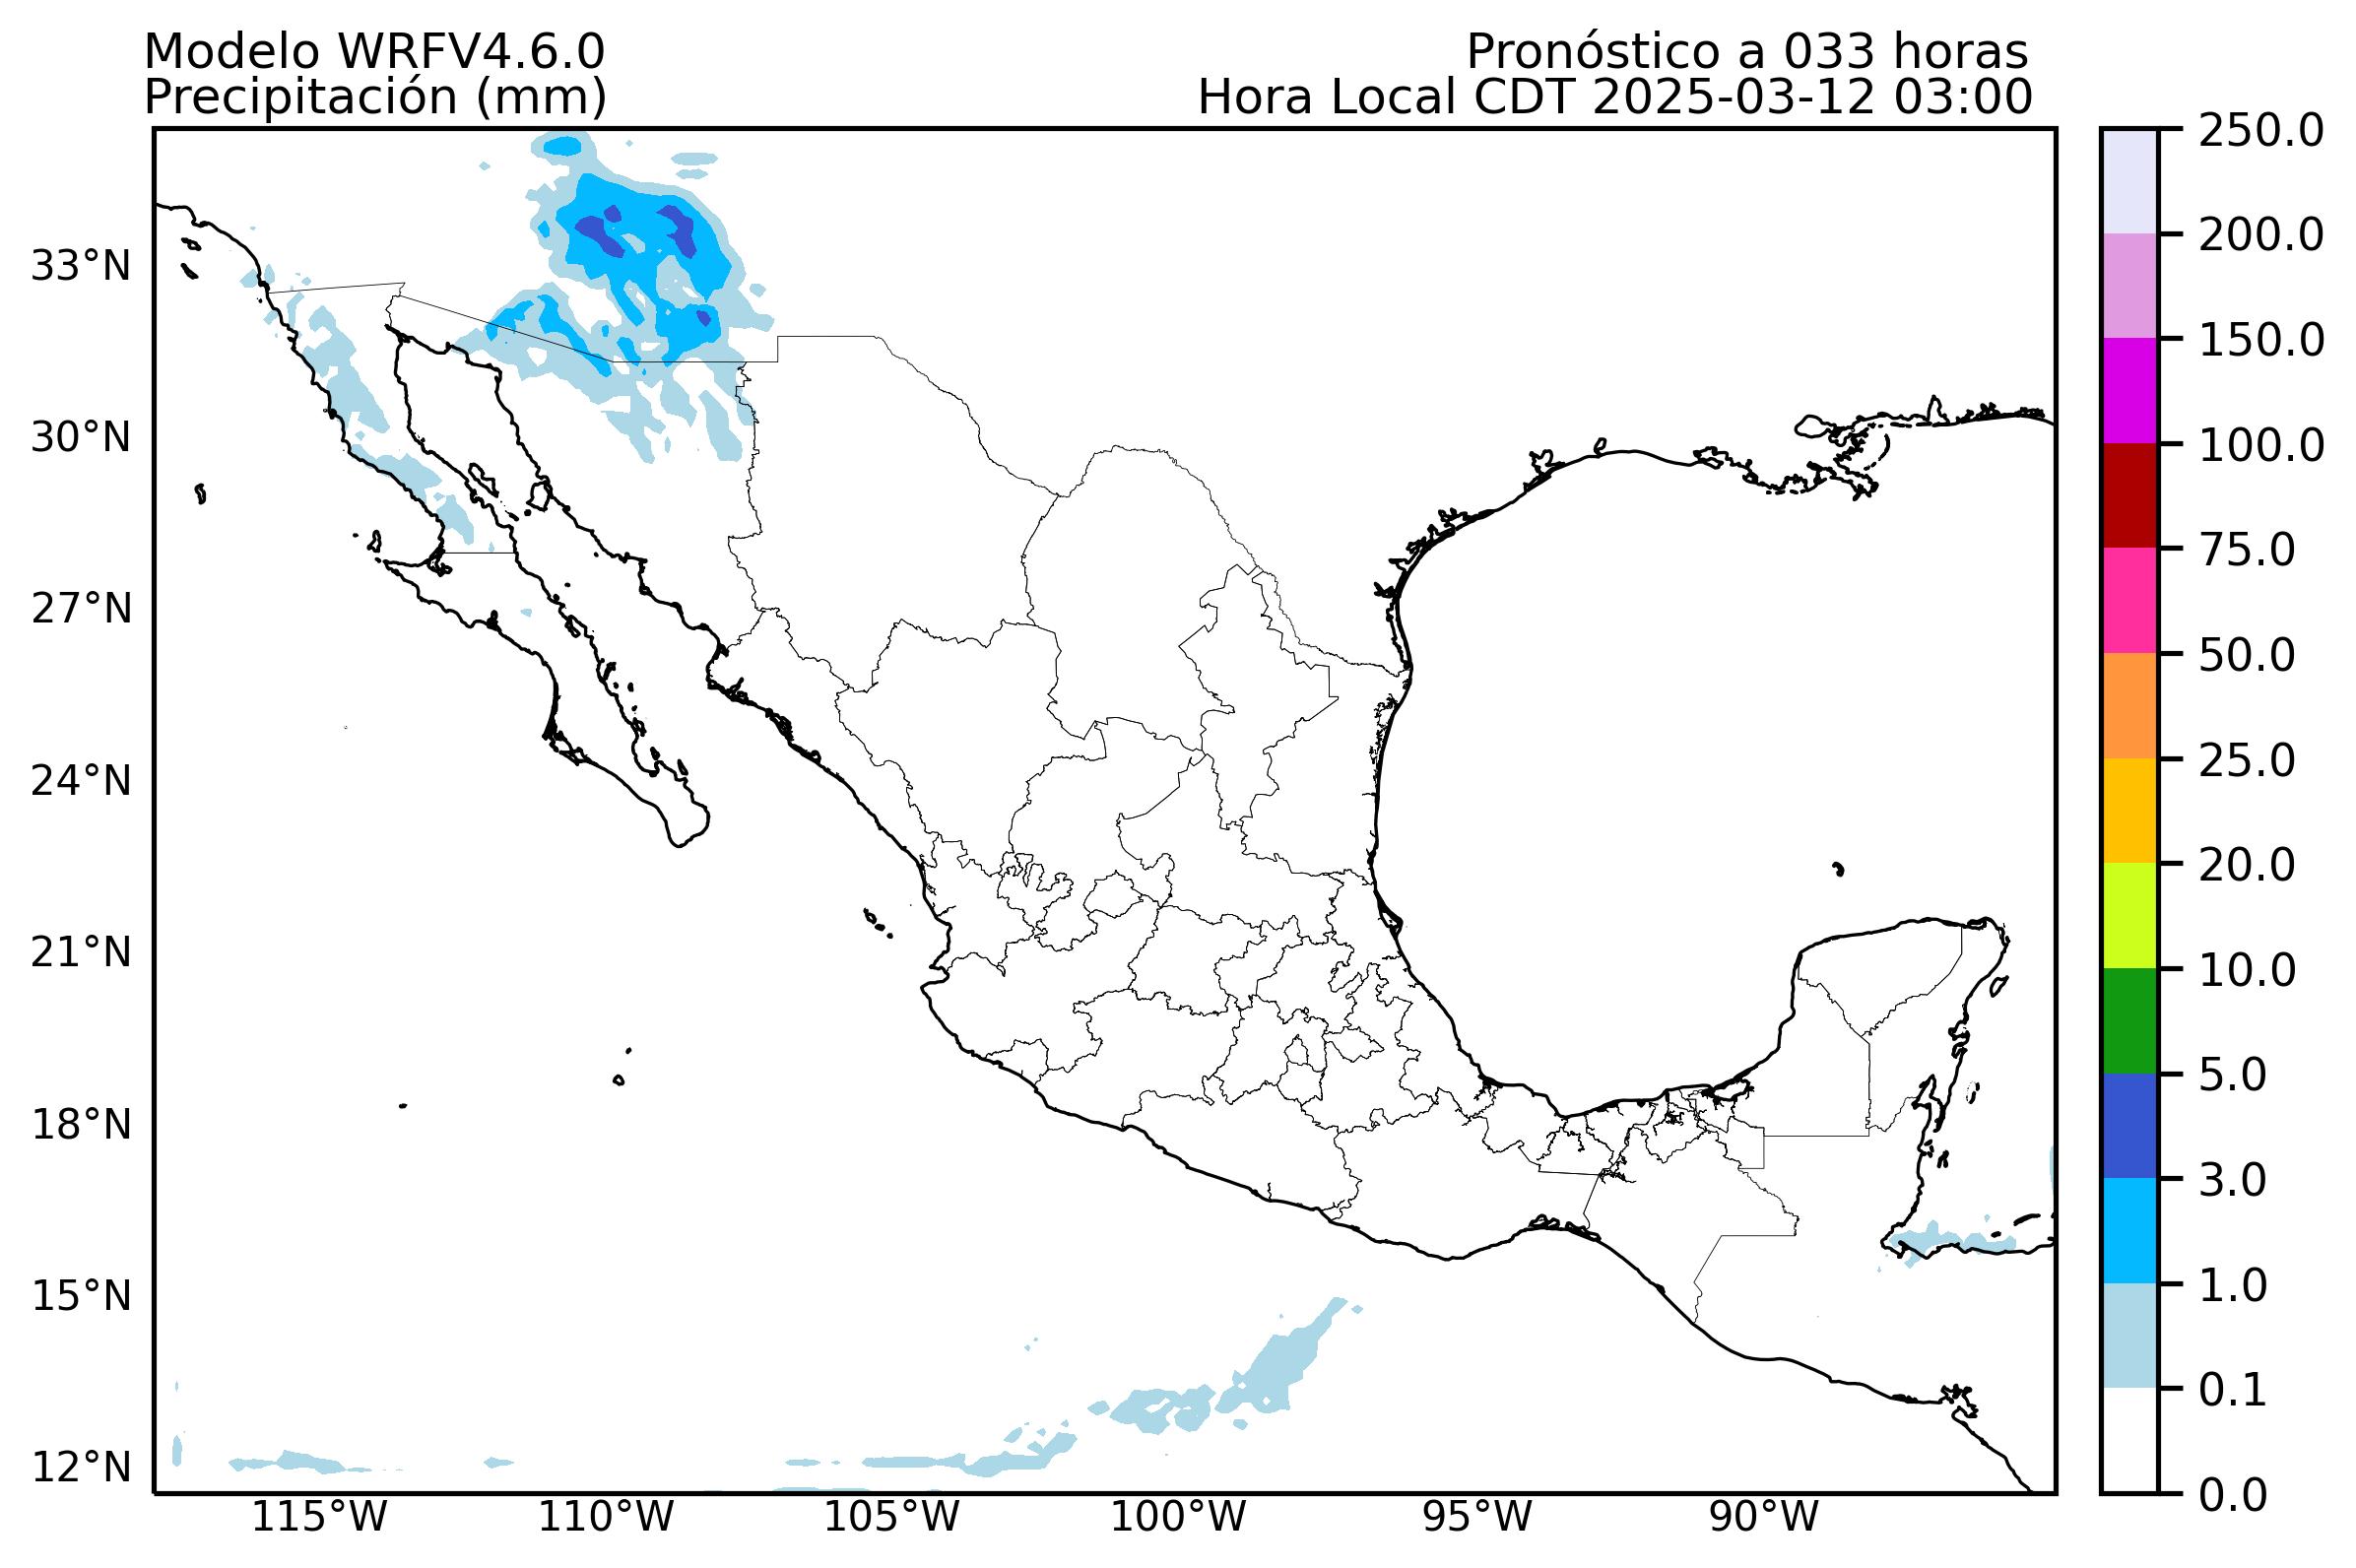 Modelo WRFV4.6.0
Precipitación (mm)
Pronóstico a 033 horas
Hora Local CDT 2025-03-12 03:00
33°N
30°N
27°N
24°N
21°N
18°N
15°N
12°N
115°W
110°W
105°W
100°W
95°W
90°W
250.0
200.0
150.0
100.0
75.0
50.0
25.0
20.0
10.0
5.0
3.0
1.0
0.1
0.0